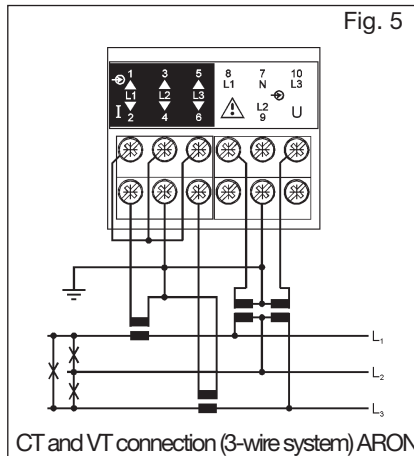 Fig. 5
1 3 5 8 7 10
L1 N L3
L1 L2 L3
I L2 U
2 4 6 9
L1
L2
L3
CT and VT connection (3-wire system) ARON